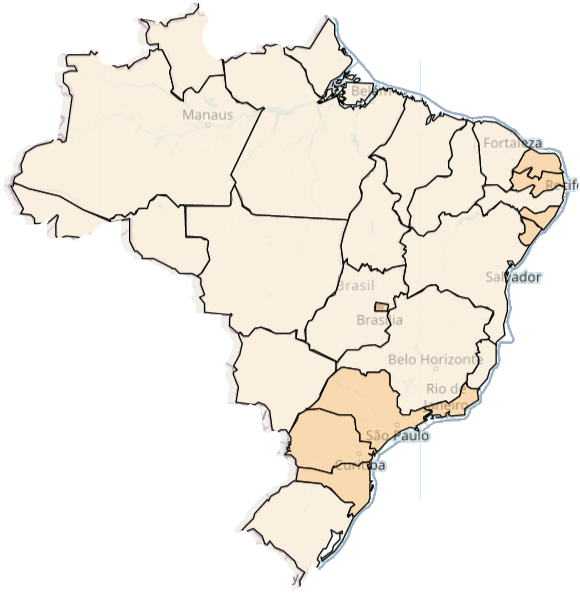 Belém
Manaus
Fortaleza
Recife
Salvador
Brasil
Brasília
Belo Horizonte
Rio de
Janeiro
São Paulo
Curitiba